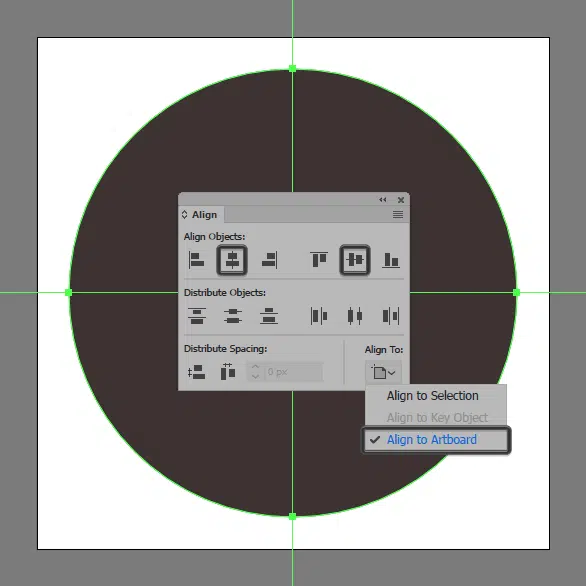 Align
Align Objects:
Distribute Objects:
Distribute Spacing:
Align To:
0 px
Align to Selection
Align to Key Object
Align to Artboard